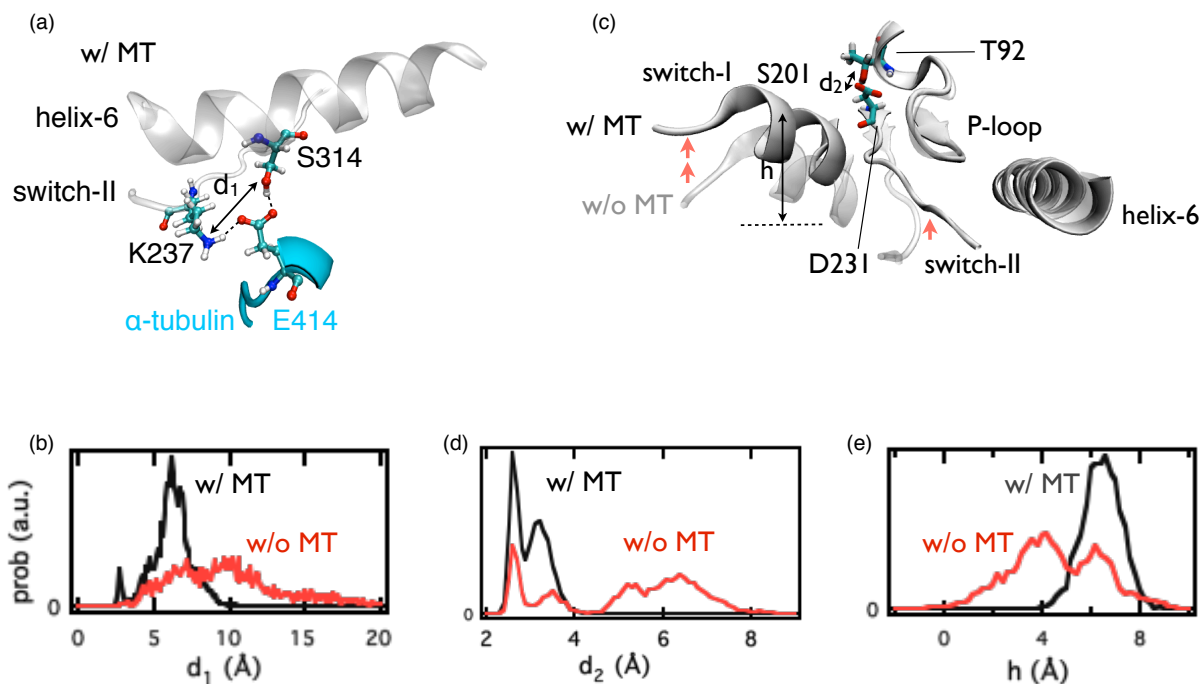 (a)
w/ MT
helix-6
S314
switch-II
d1
K237
α-tubulin E414
(c)
T92
switch-I S201
d2
w/ MT
P-loop
h
w/o MT
helix-6
D231 switch-II
(b)
prob (a.u.)
w/ MT
w/o MT
0
0 5 10 15 20
d1 (Å)
(d)
w/ MT
w/o MT
0
2 4 6 8
d2 (Å)
(e)
w/ MT
w/o MT
0
0 4 8
h (Å)